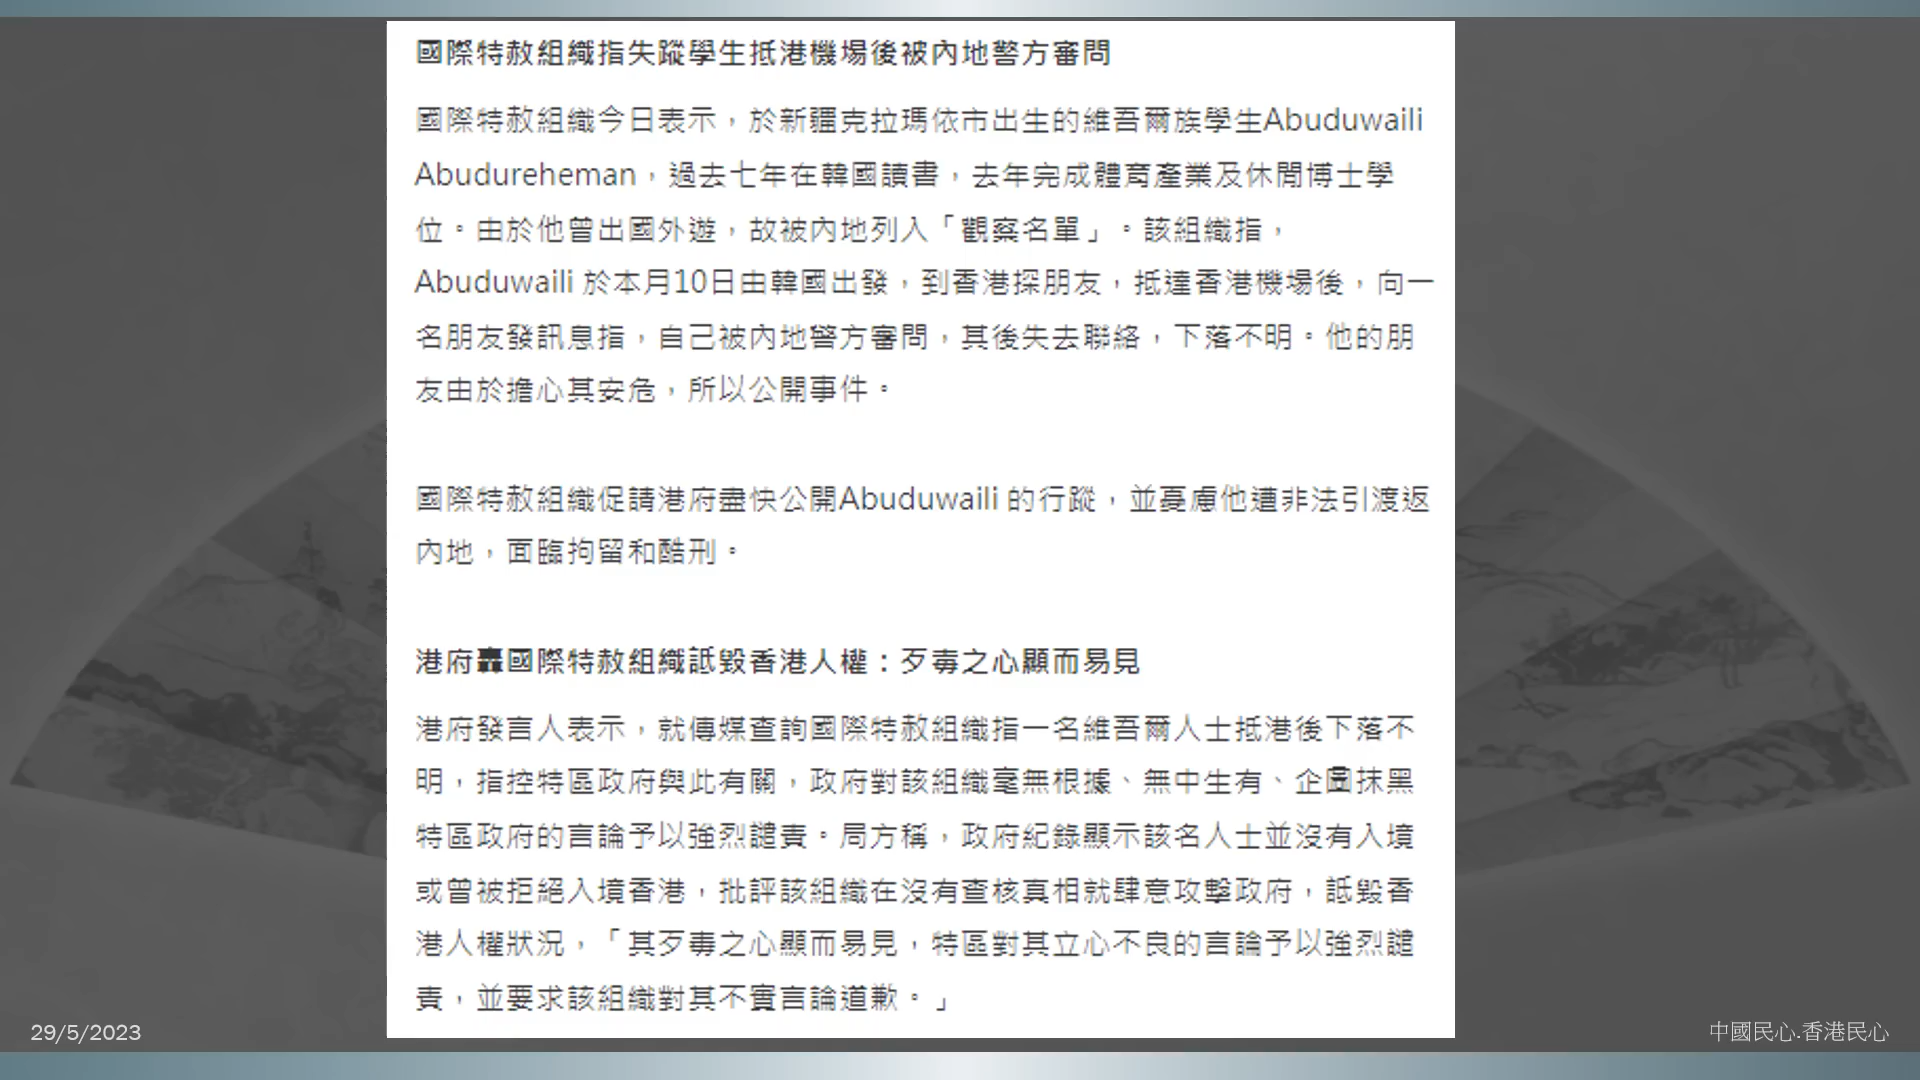 國際特赦組織指失蹤學生抵港機場後被內地警方審問
國際特赦組織今日表示，於新疆克拉瑪依市出生的維吾爾族學生Abuduwaili
Abudureheman，過去七年在韓國讀書，去年完成體育產業及休閒博士學
位。由於他曾出國外遊，故被內地列入「觀察名單」。該組織指，
Abuduwaili 於本月10日由韓國出發，到香港探朋友，抵達香港機場後，向一
名朋友發訊息指，自己被內地警方審問，其後失去聯絡，下落不明。他的朋
友由於擔心其安危，所以公開事件。
國際特赦組織促請港府盡快公開Abuduwaili 的行蹤，並憂慮他遭非法引渡返
內地，面臨拘留和酷刑。
港府轟國際特赦組織詆毀香港人權：歹毒之心顯而易見
港府發言人表示，就傳媒查詢國際特赦組織指一名維吾爾人士抵港後下落不
明，指控特區政府與此有關，政府對該組織毫無根據、無中生有、企圖抹黑
特區政府的言論予以強烈譴責。局方稱，政府紀錄顯示該名人士並沒有入境
或曾被拒絕入境香港，批評該組織在沒有查核真相就肆意攻擊政府，詆毀香
港人權狀況，「其歹毒之心顯而易見，特區對其立心不良的言論予以強烈譴
責，並要求該組織對其不實言論道歉。」
29/5/2023
中國民心.香港民心